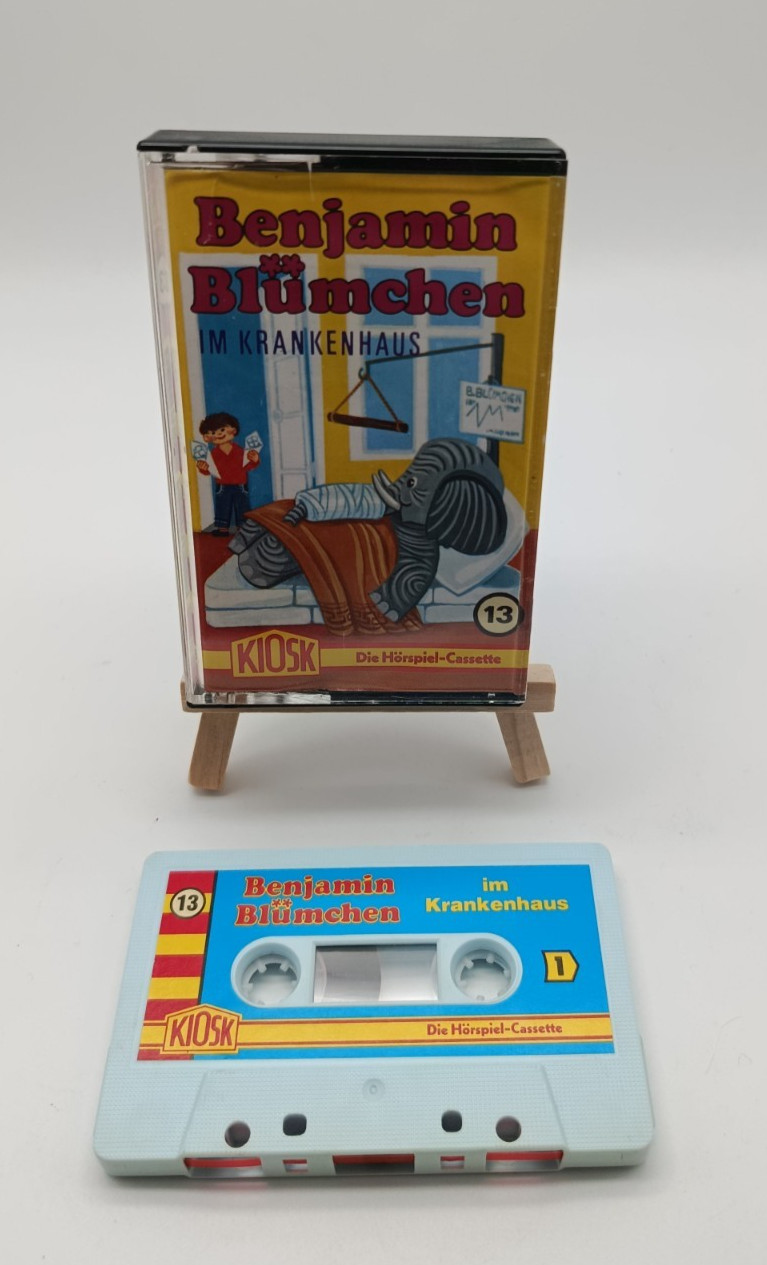 Benjamin
Blümchen
IM KRANKENHAUS
B.BLÜMCHEN
13
KIOSK
Die Hörspiel-Cassette
13
Benjamin
Blümchen
im
Krankenhaus
1
KIOSK
Die Hörspiel-Cassette